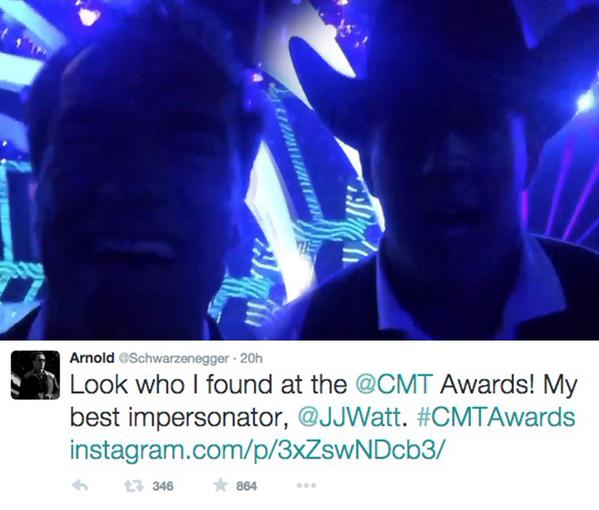 Arnold @Schwarzenegger · 20h
Look who I found at the @CMT Awards! My
best impersonator, @JJWatt. #CMTAwards
instagram.com/p/3xZswNDcb3/
346 864